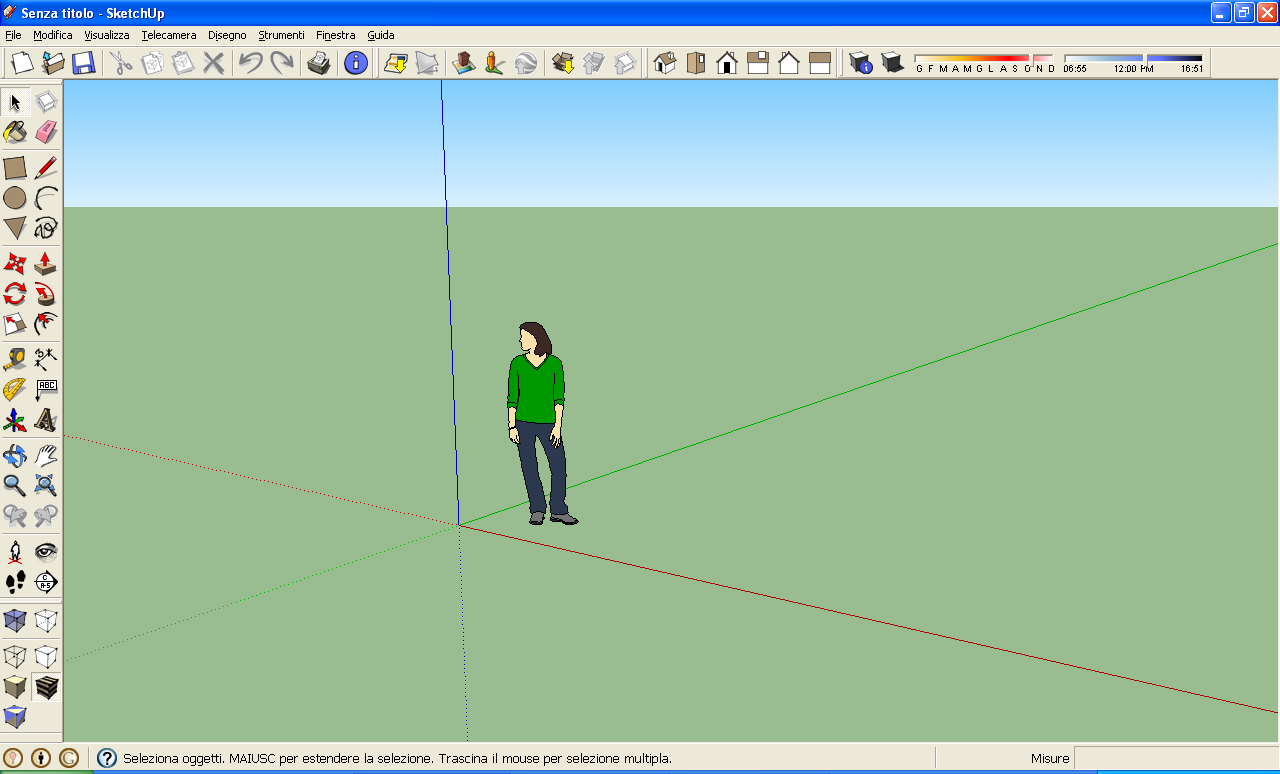 Senza titolo - SketchUp
File Modifica Visualizza Telecamera Disegno Strumenti Finestra Guida
G F M A M G L A S O N D 06:55 12:00 PM 16:51
ABC
A
C
A-5
Seleziona oggetti. MAIUSC per estendere la selezione. Trascina il mouse per selezione multipla.
Misure